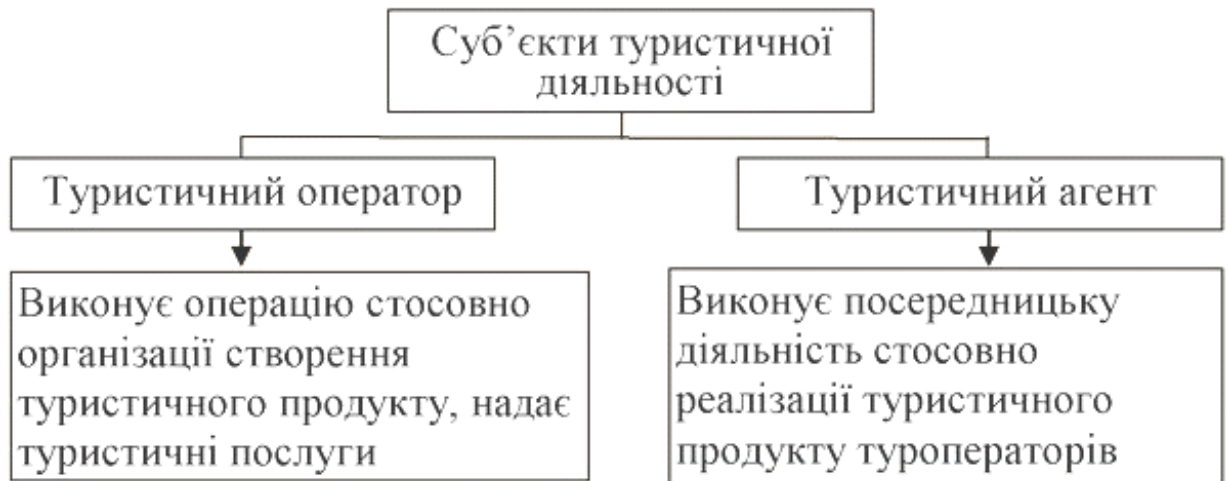 Суб’єкти туристичної
діяльності
Туристичний оператор
Туристичний агент
Виконує операцію стосовно
організації створення
туристичного продукту, надає
туристичні послуги
Виконує посередницьку
діяльність стосовно
реалізації туристичного
продукту туроператорів